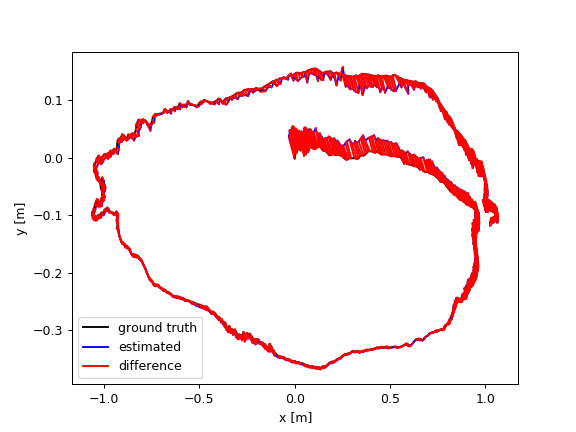 0.1
0.0
−0.1
−0.2
−0.3
y [m]
ground truth
estimated
difference
−1.0
−0.5
0.0
0.5
1.0
x [m]